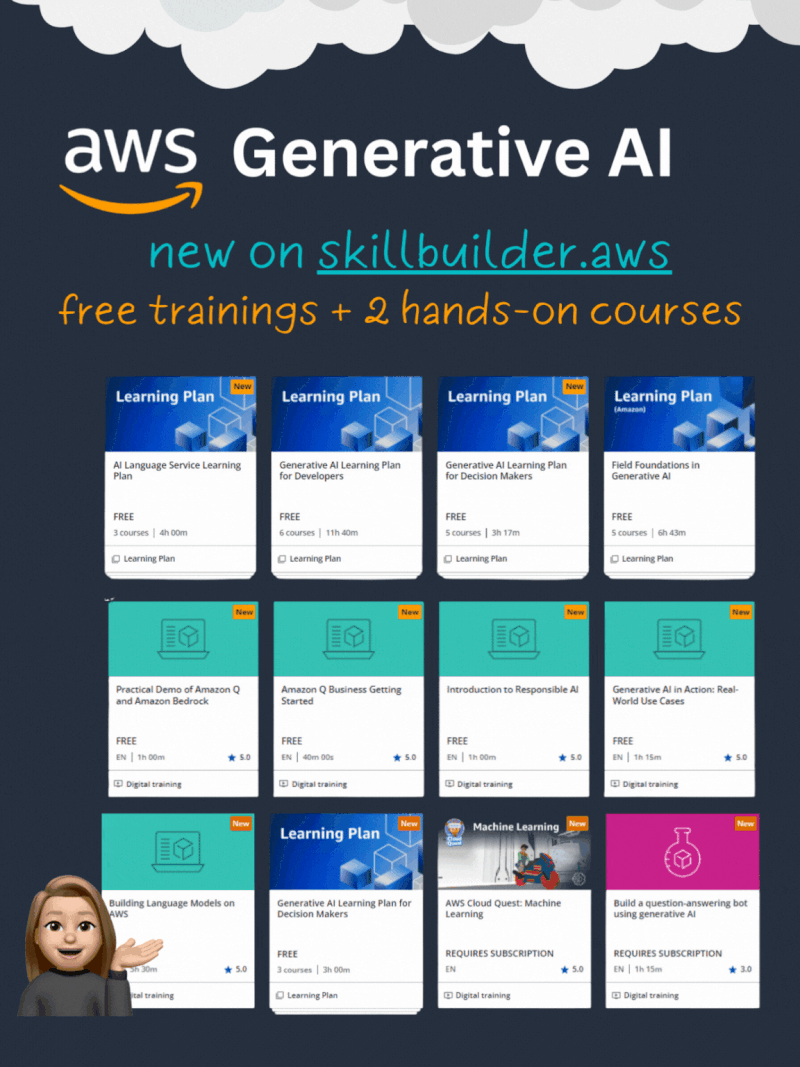 aws Generative AI
new on skillbuilder.aws
free trainings + 2 hands-on courses
New
Learning Plan
AI Language Service Learning
Plan
FREE
3 courses | 4h 00m
Learning Plan
Learning Plan
Generative AI Learning Plan
for Developers
FREE
6 courses | 11h 40m
Learning Plan
New
Learning Plan
Generative AI Learning Plan
for Decision Makers
FREE
5 courses | 3h 17m
Learning Plan
Learning Plan
(Amazon)
Field Foundations in
Generative AI
FREE
5 courses | 6h 43m
Learning Plan
New
Practical Demo of Amazon Q
and Amazon Bedrock
FREE
EN | 1h 00m 5.0
Digital training
New
Amazon Q Business Getting
Started
FREE
EN | 40m 00s 5.0
Digital training
New
Introduction to Responsible AI
FREE
EN | 1h 00m 5.0
Digital training
New
Generative AI in Action: Real-
World Use Cases
FREE
EN | 1h 15m 5.0
Digital training
New
Building Language Models on
AWS
5h 30m 5.0
training
New
Learning Plan
Generative AI Learning Plan for
Decision Makers
FREE
3 courses | 3h 00m
Learning Plan
New
Machine Learning
AWS Cloud Quest: Machine
Learning
REQUIRES SUBSCRIPTION
EN 5.0
Digital training
New
Build a question-answering bot
using generative AI
REQUIRES SUBSCRIPTION
EN | 1h 15m 3.0
Digital training